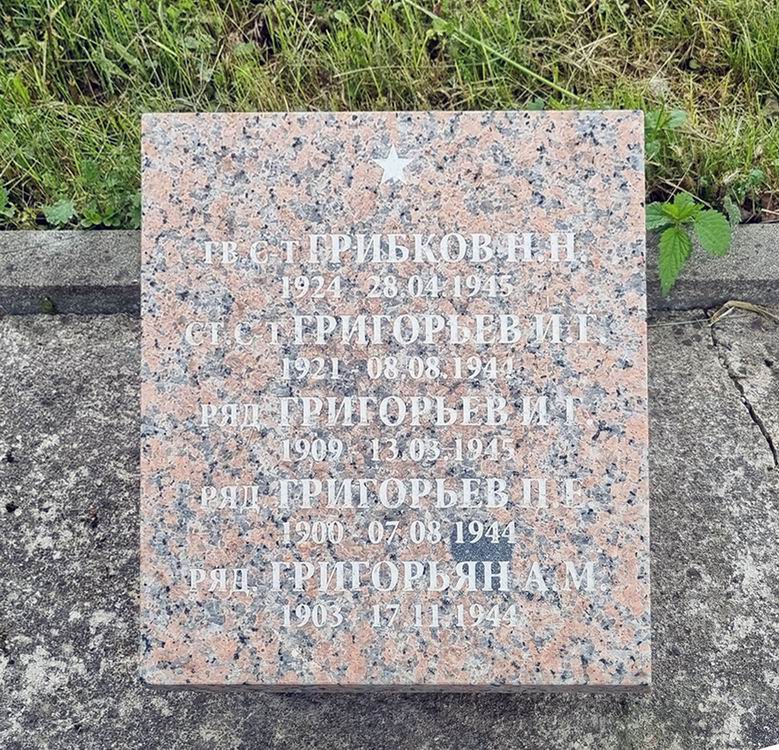 ГВ. С-Т ГРИБКОВ Н.Н.
1924 - 28.04.1945
СТ. С-Т ГРИГОРЬЕВ И.Г.
1921 - 08.08.1944
РЯД. ГРИГОРЬЕВ И.Т.
1909 - 13.03.1945
РЯД. ГРИГОРЬЕВ П.Е.
1900 - 07.08.1944
РЯД. ГРИГОРЬЯН А.М.
1903 - 17.11.1944